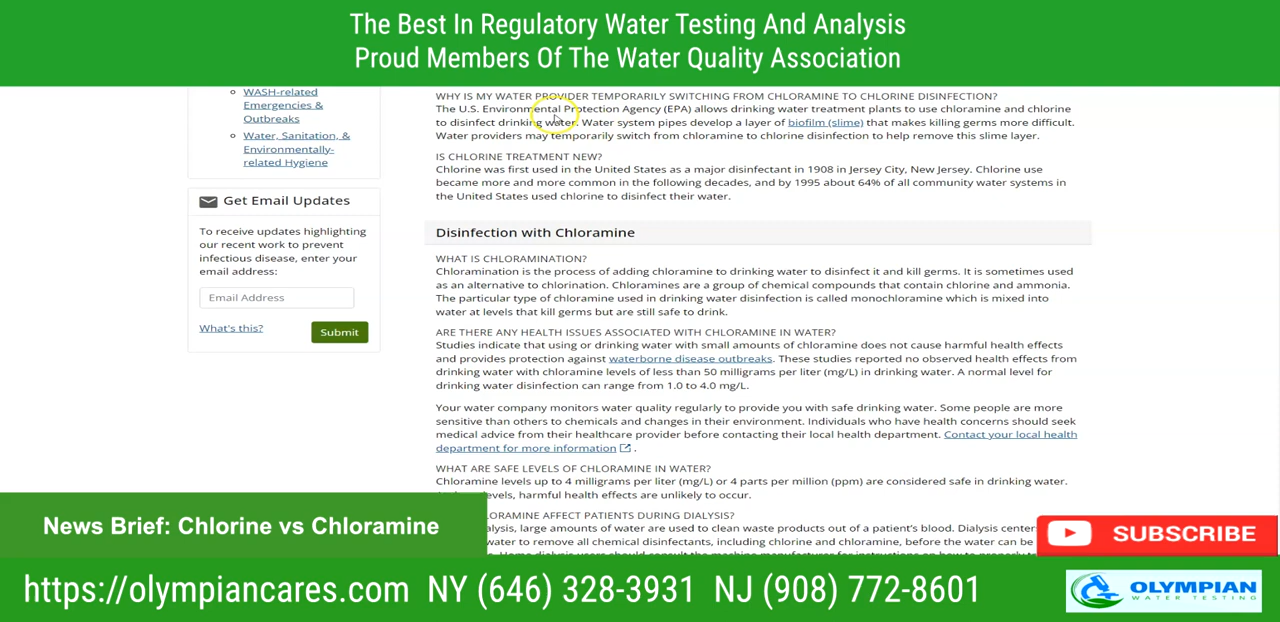 The Best In Regulatory Water Testing And Analysis
Proud Members Of The Water Quality Association
WASH-related
Emergencies &
Outbreaks
Water, Sanitation, &
Environmentally-
related Hygiene
Get Email Updates
To receive updates highlighting
our recent work to prevent
infectious disease, enter your
email address:
Email Address
What's this?
Submit
WHY IS MY WATER PROVIDER TEMPORARILY SWITCHING FROM CHLORAMINE TO CHLORINE DISINFECTION?
The U.S. Environmental Protection Agency (EPA) allows drinking water treatment plants to use chloramine and chlorine
to disinfect drinking water. Water system pipes develop a layer of biofilm (slime) that makes killing germs more difficult.
Water providers may temporarily switch from chloramine to chlorine disinfection to help remove this slime layer.
IS CHLORINE TREATMENT NEW?
Chlorine was first used in the United States as a major disinfectant in 1908 in Jersey City, New Jersey. Chlorine use
became more and more common in the following decades, and by 1995 about 64% of all community water systems in
the United States used chlorine to disinfect their water.
Disinfection with Chloramine
WHAT IS CHLORAMINATION?
Chloramination is the process of adding chloramine to drinking water to disinfect it and kill germs. It is sometimes used
as an alternative to chlorination. Chloramines are a group of chemical compounds that contain chlorine and ammonia.
The particular type of chloramine used in drinking water disinfection is called monochloramine which is mixed into
water at levels that kill germs but are still safe to drink.
ARE THERE ANY HEALTH ISSUES ASSOCIATED WITH CHLORAMINE IN WATER?
Studies indicate that using or drinking water with small amounts of chloramine does not cause harmful health effects
and provides protection against waterborne disease outbreaks. These studies reported no observed health effects from
drinking water with chloramine levels of less than 50 milligrams per liter (mg/L) in drinking water. A normal level for
drinking water disinfection can range from 1.0 to 4.0 mg/L.
Your water company monitors water quality regularly to provide you with safe drinking water. Some people are more
sensitive than others to chemicals and changes in their environment. Individuals who have health concerns should seek
medical advice from their healthcare provider before contacting their local health department. Contact your local health
department for more information .
WHAT ARE SAFE LEVELS OF CHLORAMINE IN WATER?
Chloramine levels up to 4 milligrams per liter (mg/L) or 4 parts per million (ppm) are considered safe in drinking water.
levels, harmful health effects are unlikely to occur.
CHLORAMINE AFFECT PATIENTS DURING DIALYSIS?
large amounts of water are used to clean waste products out of a patient's blood. Dialysis
water to remove all chemical disinfectants, including chlorine and chloramine, before the water can be
News Brief: Chlorine vs Chloramine
SUBSCRIBE
https://olympiancares.com NY (646) 328-3931 NJ (908) 772-8601
OLYMPIAN
WATER TESTING